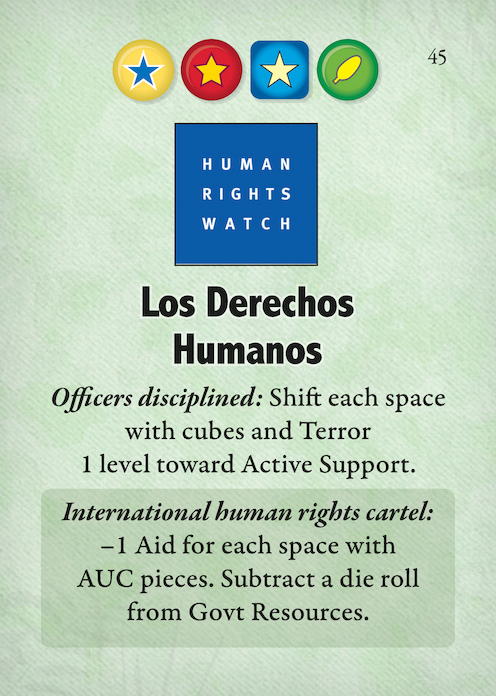 45
HUMAN
RIGHTS
WATCH
Los Derechos
Humanos
Officers disciplined: Shift each space
with cubes and Terror
1 level toward Active Support.
International human rights cartel:
–1 Aid for each space with
AUC pieces. Subtract a die roll
from Govt Resources.